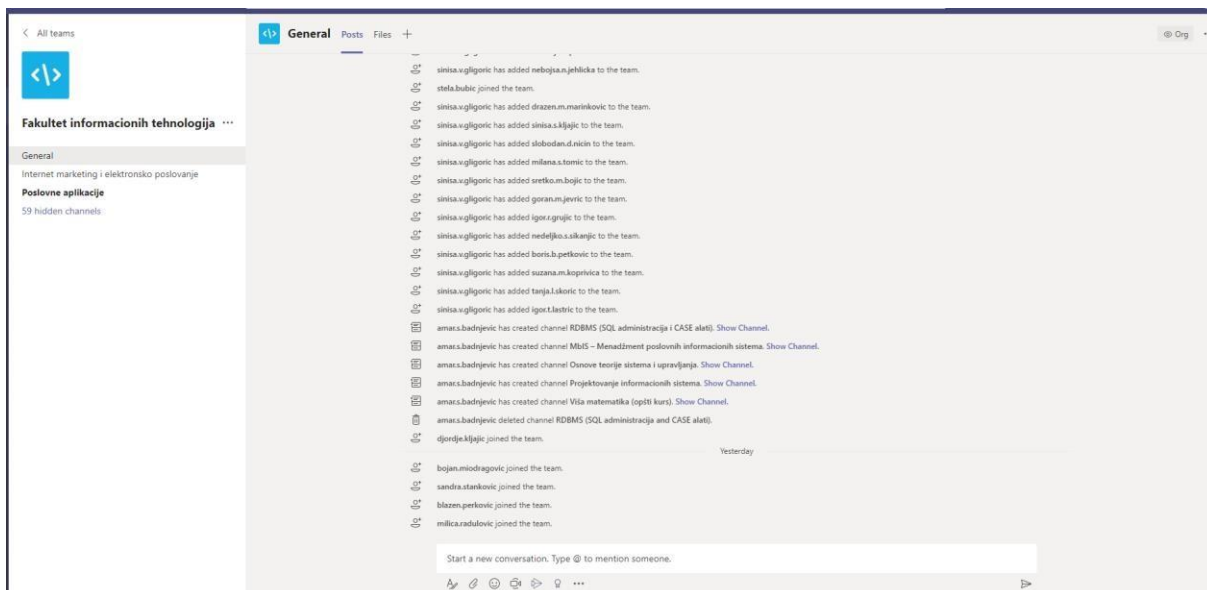 All teams
Fakultet informacionih tehnologija
General
Internet marketing i elektronsko poslovanje
Poslovne aplikacije
59 hidden channels
General Posts Files
Org
sinisa.v.gligoric has added nebojsa.n.jehlicka to the team.
stela.bubic joined the team.
sinisa.v.gligoric has added drazen.m.marinkovic to the team.
sinisa.v.gligoric has added sinisa.s.kljajic to the team.
sinisa.v.gligoric has added slobodan.d.nicin to the team.
sinisa.v.gligoric has added milana.s.tomic to the team.
sinisa.v.gligoric has added sretko.m.bojic to the team.
sinisa.v.gligoric has added goran.m.jevric to the team.
sinisa.v.gligoric has added igor.r.grujic to the team.
sinisa.v.gligoric has added nedeljko.s.sikanjic to the team.
sinisa.v.gligoric has added boris.b.petkovic to the team.
sinisa.v.gligoric has added suzana.m.koprivica to the team.
sinisa.v.gligoric has added tanja.l.skoric to the team.
sinisa.v.gligoric has added igor.t.lastric to the team.
amar.s.badnjevic has created channel RDBMS (SQL administracija i CASE alati). Show Channel.
amar.s.badnjevic has created channel MbIS – Menadžment poslovnih informacionih sistema. Show Channel.
amar.s.badnjevic has created channel Osnove teorije sistema i upravljanja. Show Channel.
amar.s.badnjevic has created channel Projektovanje informacionih sistema. Show Channel.
amar.s.badnjevic has created channel Viša matematika (opšti kurs). Show Channel.
amar.s.badnjevic deleted channel RDBMS (SQL administracija and CASE alati).
djordje.kljajic joined the team.
Yesterday
bojan.miodragovic joined the team.
sandra.stankovic joined the team.
blazen.perkovic joined the team.
milica.radulovic joined the team.
Start a new conversation. Type @ to mention someone.